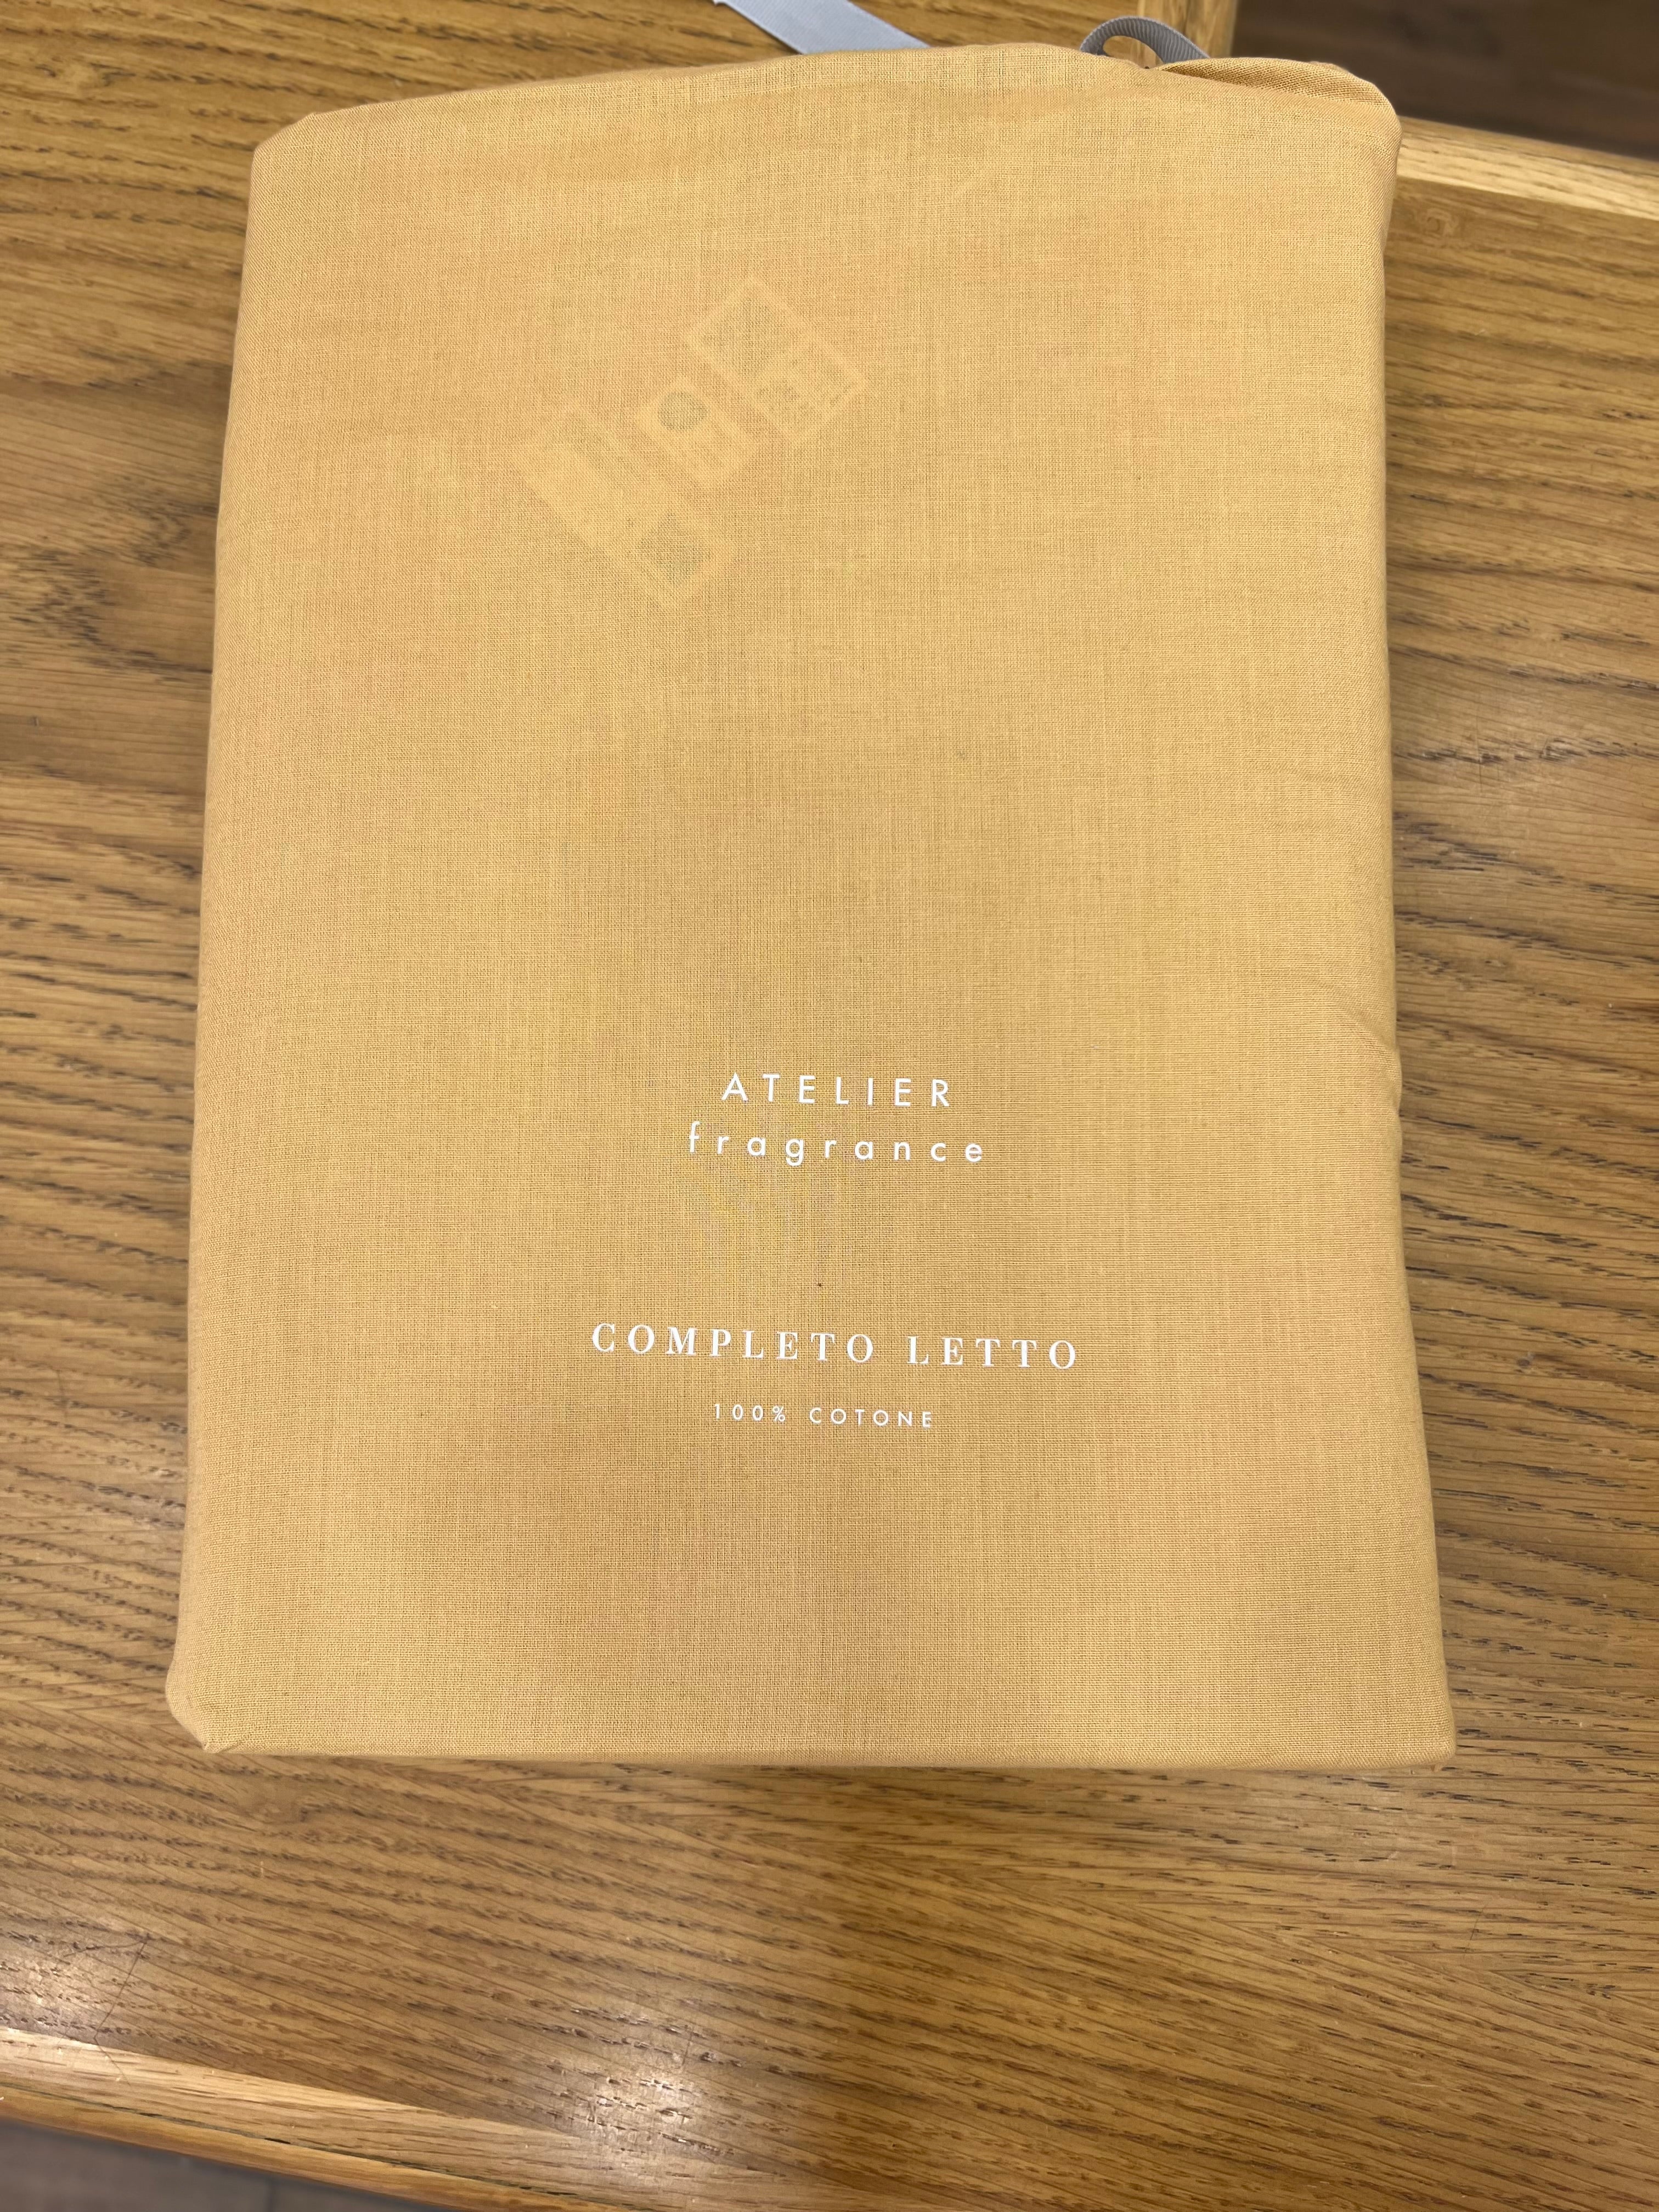 ATELIER
fragrance
COMPLETO LETTO
100% COTONE